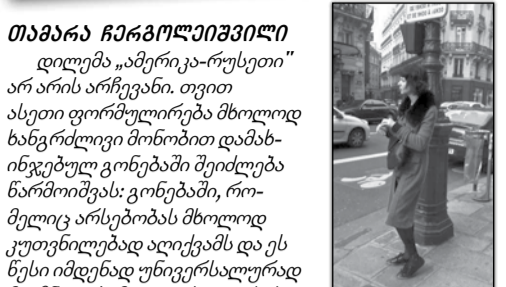 თამარა ჩერგოლეიშვილი
დილემა „ამერიკა-რუსეთი"
არ არის არჩევანი. თვით
ასეთი ფორმულირება მხოლოდ
ხანგრძლივი მონობით დამახ-
ინჯებულ გონებაში შეიძლება
წარმოიშვას: გონებაში, რო-
მელიც არსებობას მხოლოდ
კუთვნილებად აღიქვამს და ეს
წესი იმდენად უნივერსალურად